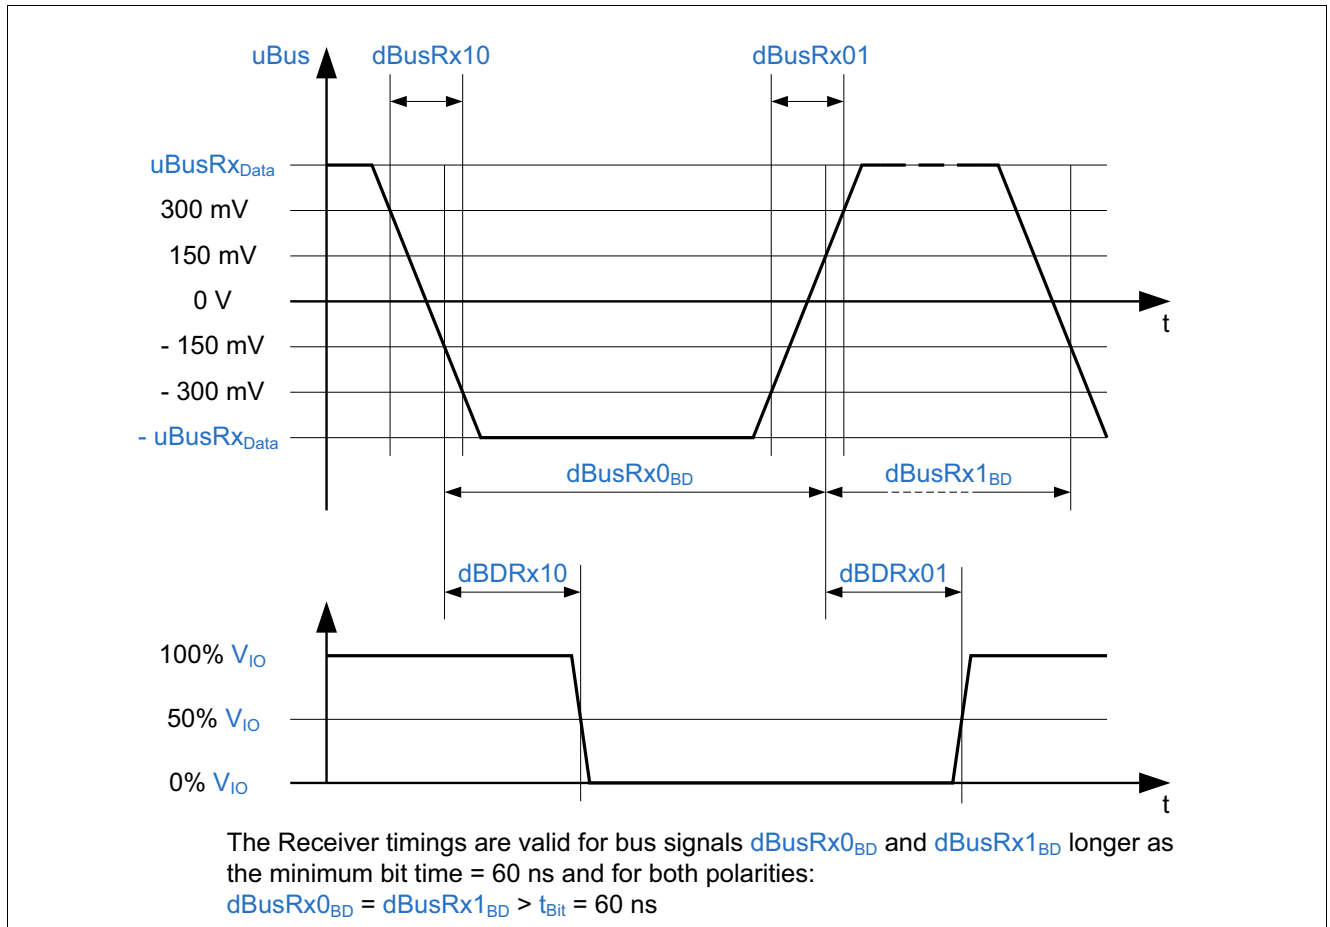 uBus dBusRx10 dBusRx01
uBusRxData
300 mV
150 mV
0 V
t
- 150 mV
- 300 mV
- uBusRxData
dBusRx0BD dBusRx1BD
dBDRx10 dBDRx01
100% VIO
50% VIO
0% VIO
t
The Receiver timings are valid for bus signals dBusRx0BD and dBusRx1BD longer as
the minimum bit time = 60 ns and for both polarities:
dBusRx0BD = dBusRx1BD > tBit = 60 ns